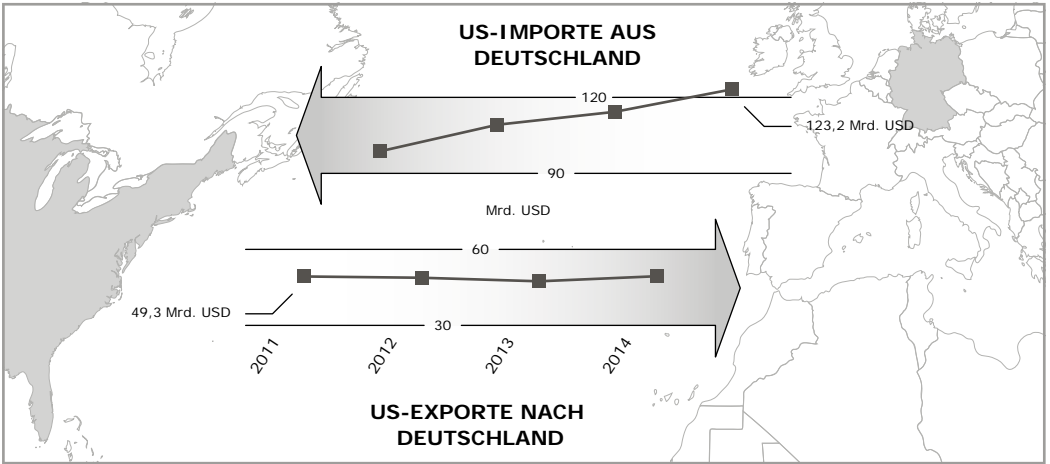 US-IMPORTE AUS
DEUTSCHLAND
120
123,2 Mrd. USD
90
Mrd. USD
60
49,3 Mrd. USD
30
2011
2012
2013
2014
US-EXPORTE NACH
DEUTSCHLAND